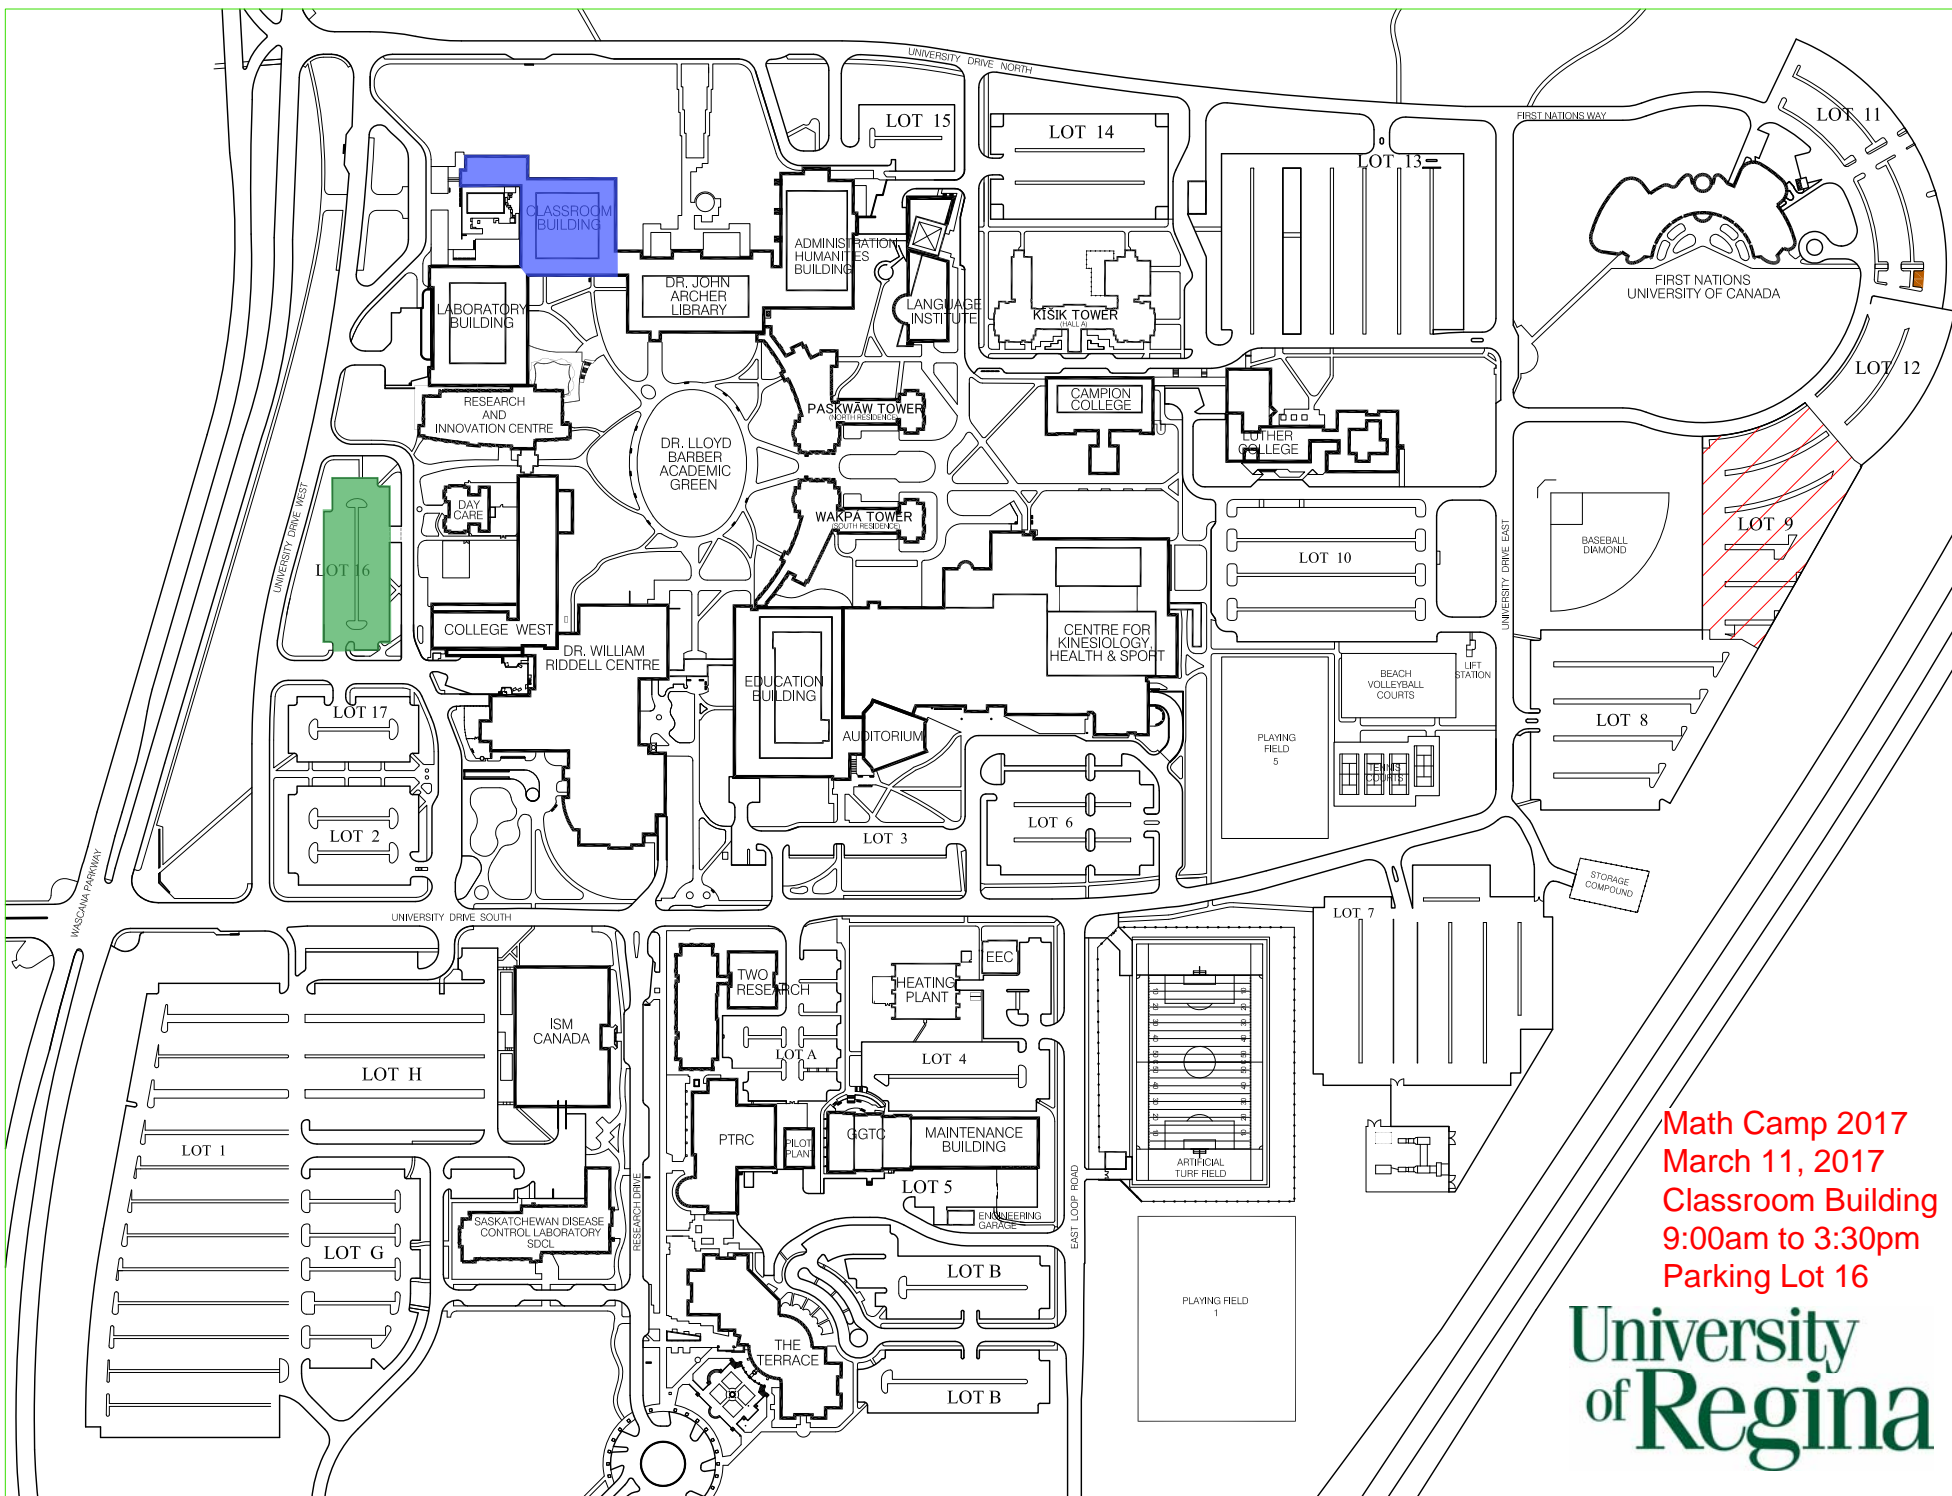 UNIVERSITY DRIVE NORTH
FIRST NATIONS WAY
LOT 11
LOT 15
LOT 14
LOT 13
CLASSROOM
BUILDING
ADMINISTRATION
HUMANITIES
BUILDING
DR. JOHN
ARCHER
LIBRARY
LABORATORY
BUILDING
LANGUAGE
INSTITUTE
KĪŠIK TOWER
(HALL A)
FIRST NATIONS
UNIVERSITY OF CANADA
LOT 12
RESEARCH
AND
INNOVATION CENTRE
PASKWĀW TOWER
(NORTH RESIDENCE)
CAMPION
COLLEGE
LUTHER
COLLEGE
DR. LLOYD
BARBER
ACADEMIC
GREEN
DAY
CARE
WAKPÁ TOWER
(SOUTH RESIDENCE)
UNIVERSITY DRIVE WEST
LOT 16
LOT 10
UNIVERSITY DRIVE EAST
BASEBALL
DIAMOND
LOT 9
COLLEGE WEST
DR. WILLIAM
RIDDELL CENTRE
CENTRE FOR
KINESIOLOGY,
HEALTH & SPORT
EDUCATION
BUILDING
AUDITORIUM
BEACH
VOLLEYBALL
COURTS
LIFT
STATION
LOT 17
PLAYING
FIELD
5
TENNIS
COURTS
LOT 8
LOT 2
LOT 3
LOT 6
WASCANA PARKWAY
UNIVERSITY DRIVE SOUTH
STORAGE
COMPOUND
LOT 7
TWO
RESEARCH
HEATING
PLANT
EEC
ISM
CANADA
LOT A
LOT 4
LOT H
LOT 1
PTRC
PILOT
PLANT
GGTC
MAINTENANCE
BUILDING
ARTIFICIAL
TURF FIELD
LOT 5
ENGINEERING
GARAGE
EAST LOOP ROAD
RESEARCH DRIVE
SASKATCHEWAN DISEASE
CONTROL LABORATORY
SDCL
LOT G
LOT B
THE
TERRACE
LOT B
PLAYING FIELD
1
Math Camp 2017
March 11, 2017
Classroom Building
9:00am to 3:30pm
Parking Lot 16
University
of Regina